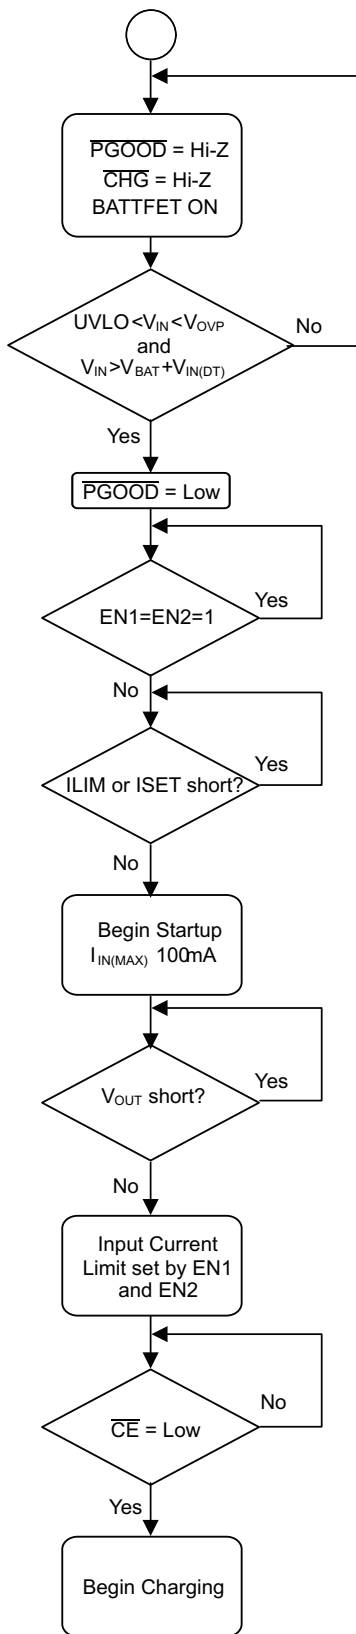 PGOOD = Hi-Z
CHG = Hi-Z
BATTFET ON
UVLO<VIN<VOVP
and
VIN>VBAT+VIN(DT)
No
Yes
PGOOD = Low
EN1=EN2=1
Yes
No
ILIM or ISET short?
Yes
No
Begin Startup
IIN(MAX) 100mA
VOUT short?
Yes
No
Input Current
Limit set by EN1
and EN2
CE = Low
No
Yes
Begin Charging